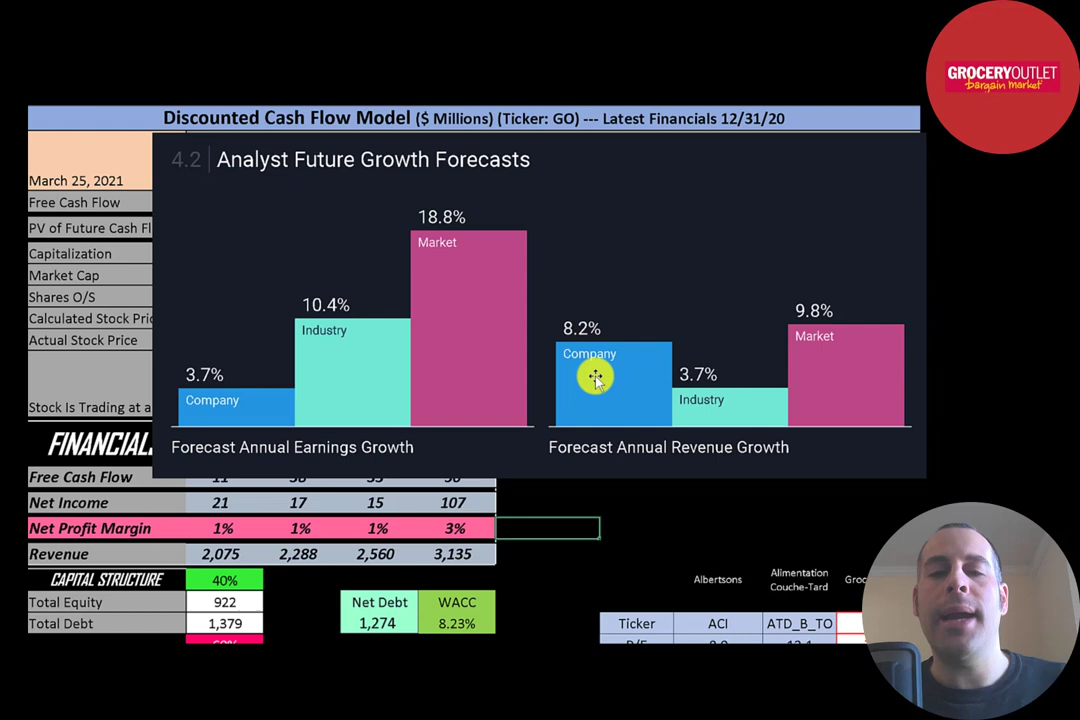 GROCERYOUTLET
bargain market
Discounted Cash Flow Model ($ Millions) (Ticker: GO) --- Latest Financials 12/31/20
4.2 Analyst Future Growth Forecasts
March 25, 2021
Free Cash Flow
PV of Future Cash Fl
Capitalization
Market Cap
Shares O/S
Calculated Stock Pric
Actual Stock Price
Stock Is Trading at a
18.8%
Market
10.4%
Industry
3.7%
Company
Forecast Annual Earnings Growth
9.8%
Market
8.2%
Company
3.7%
Industry
Forecast Annual Revenue Growth
FINANCIAL
Free Cash Flow
Net Income 21 17 15 107
Net Profit Margin 1% 1% 1% 3%
Revenue 2,075 2,288 2,560 3,135
CAPITAL STRUCTURE 40%
Total Equity 922
Total Debt 1,379
Net Debt WACC
1,274 8.23%
Albertsons Alimentation Couche-Tard Groc
Ticker ACI ATD_B_TO